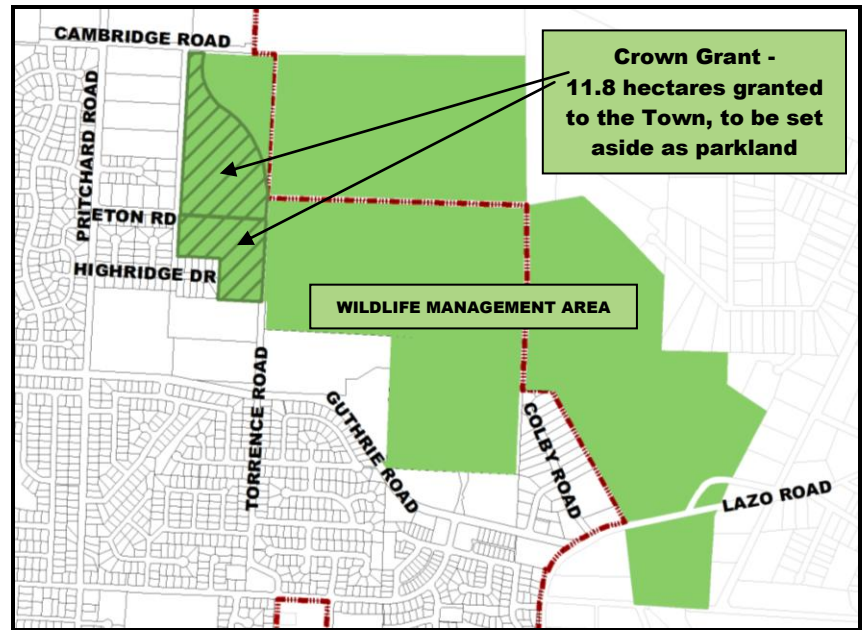 CAMBRIDGE ROAD
Crown Grant -
11.8 hectares granted
to the Town, to be set
aside as parkland
PRITCHARD ROAD
ETON RD
HIGHRIDGE DR
WILDLIFE MANAGEMENT AREA
TORRENCE ROAD
GUTHRIE ROAD
COLBY ROAD
LAZO ROAD